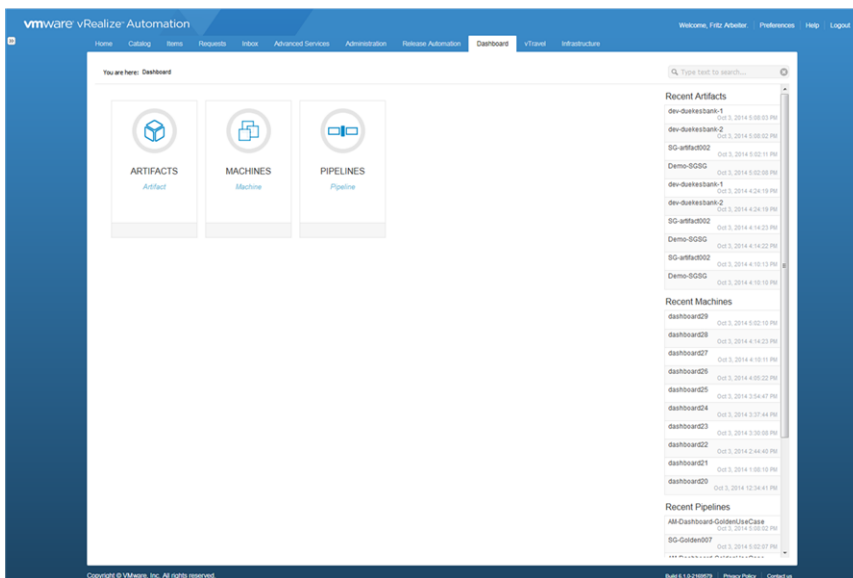 vmware vRealize Automation
Welcome, Fritz Arbeiter. | Preferences | Help | Logout
Home Catalog Items Requests Inbox Advanced Services Administration Release Automation Dashboard vTravel Infrastructure
You are here: Dashboard
Type text to search...
ARTIFACTS
Artifact
MACHINES
Machine
PIPELINES
Pipeline
Recent Artifacts
dev-duekesbank-1
Oct 3, 2014 5:08:03 PM
dev-duekesbank-2
Oct 3, 2014 5:08:02 PM
SG-artifact002
Oct 3, 2014 5:02:11 PM
Demo-SGSG
Oct 3, 2014 5:02:08 PM
dev-duekesbank-1
Oct 3, 2014 4:24:19 PM
dev-duekesbank-2
Oct 3, 2014 4:24:19 PM
SG-artifact002
Oct 3, 2014 4:14:23 PM
Demo-SGSG
Oct 3, 2014 4:14:22 PM
SG-artifact002
Oct 3, 2014 4:10:13 PM
Demo-SGSG
Oct 3, 2014 4:10:10 PM
Recent Machines
dashboard29
Oct 3, 2014 5:02:10 PM
dashboard28
Oct 3, 2014 4:14:23 PM
dashboard27
Oct 3, 2014 4:10:11 PM
dashboard26
Oct 3, 2014 4:05:22 PM
dashboard25
Oct 3, 2014 3:54:47 PM
dashboard24
Oct 3, 2014 3:37:44 PM
dashboard23
Oct 3, 2014 3:30:08 PM
dashboard22
Oct 3, 2014 2:44:40 PM
dashboard21
Oct 3, 2014 1:08:10 PM
dashboard20
Oct 3, 2014 12:34:41 PM
Recent Pipelines
AM-Dashboard-GoldenUseCase
Oct 3, 2014 5:08:02 PM
SG-Golden007
Oct 3, 2014 5:02:07 PM
AM-Dashboard-GoldenUseCase
Copyright © VMware, Inc. All rights reserved.
Build 6.1.0-2169579 | Privacy Policy | Contact us